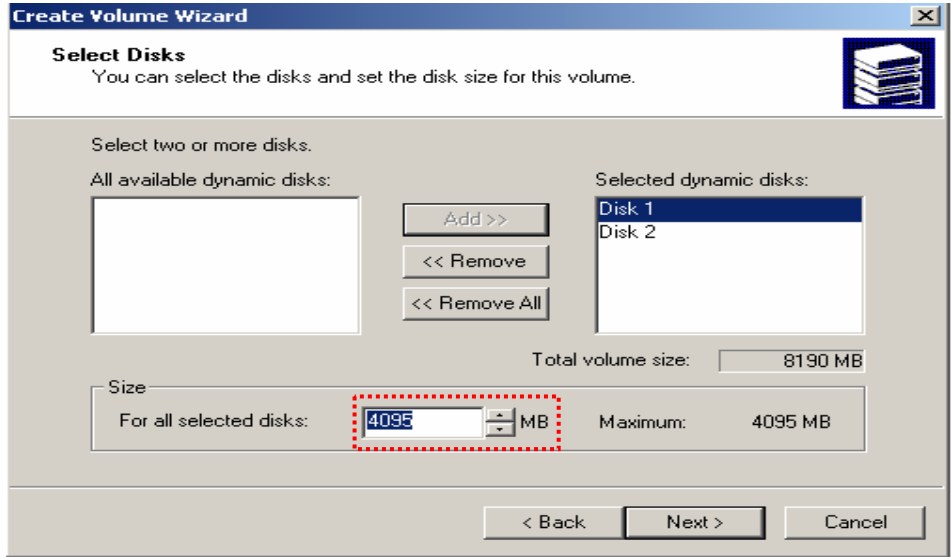 Create Volume Wizard
Select Disks
You can select the disks and set the disk size for this volume.
Select two or more disks.
All available dynamic disks:
Selected dynamic disks:
Add >>
<< Remove
<< Remove All
Disk 1
Disk 2
Total volume size: 8190 MB
Size
For all selected disks: 4095 MB Maximum: 4095 MB
< Back Next > Cancel